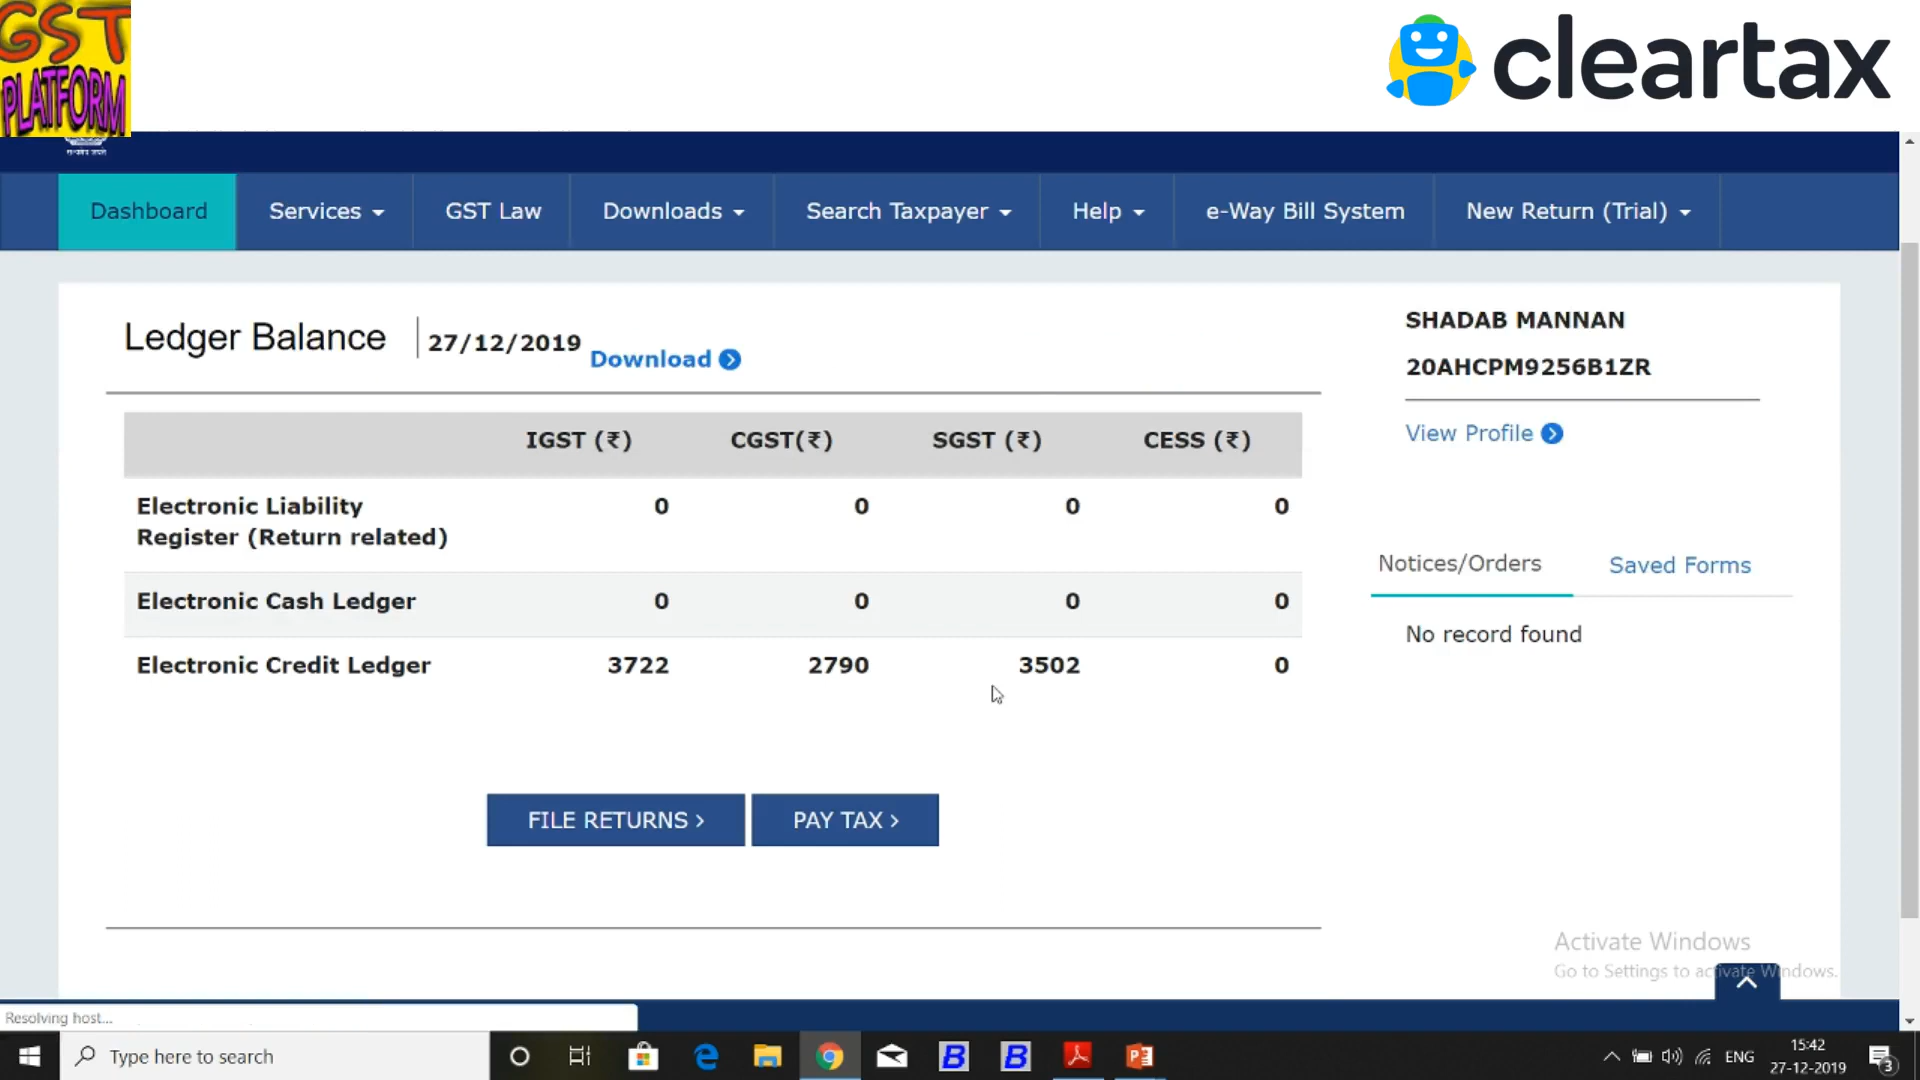 GST
PLATFORM
cleartax
सत्यमेव जयते
Dashboard
Services
GST Law
Downloads
Search Taxpayer
Help
e-Way Bill System
New Return (Trial)
Ledger Balance
27/12/2019
Download
SHADAB MANNAN
20AHCPM9256B1ZR
View Profile
IGST (₹) CGST(₹) SGST (₹) CESS (₹)
Electronic Liability
Register (Return related)
0 0 0 0
Electronic Cash Ledger 0 0 0 0
Electronic Credit Ledger 3722 2790 3502 0
Notices/Orders
Saved Forms
No record found
FILE RETURNS >
PAY TAX >
Activate Windows
Go to Settings to activate Windows.
Resolving host...
Type here to search
ENG
15:42
27-12-2019
3